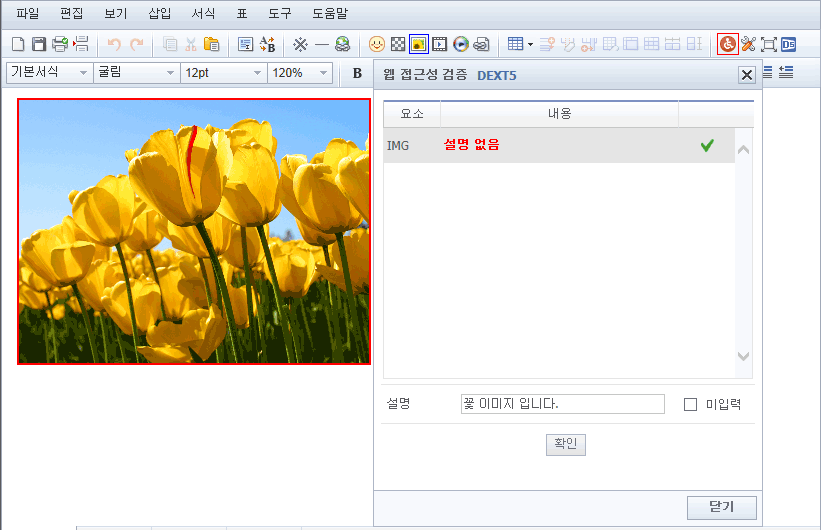 파일 편집 보기 삽입 서식 표 도구 도움말
기본서식 굴림 12pt 120% B
웹 접근성 검증 DEXT5
요소 내용
IMG 설명 없음
설명 꽃 이미지 입니다. 미입력
확인
닫기